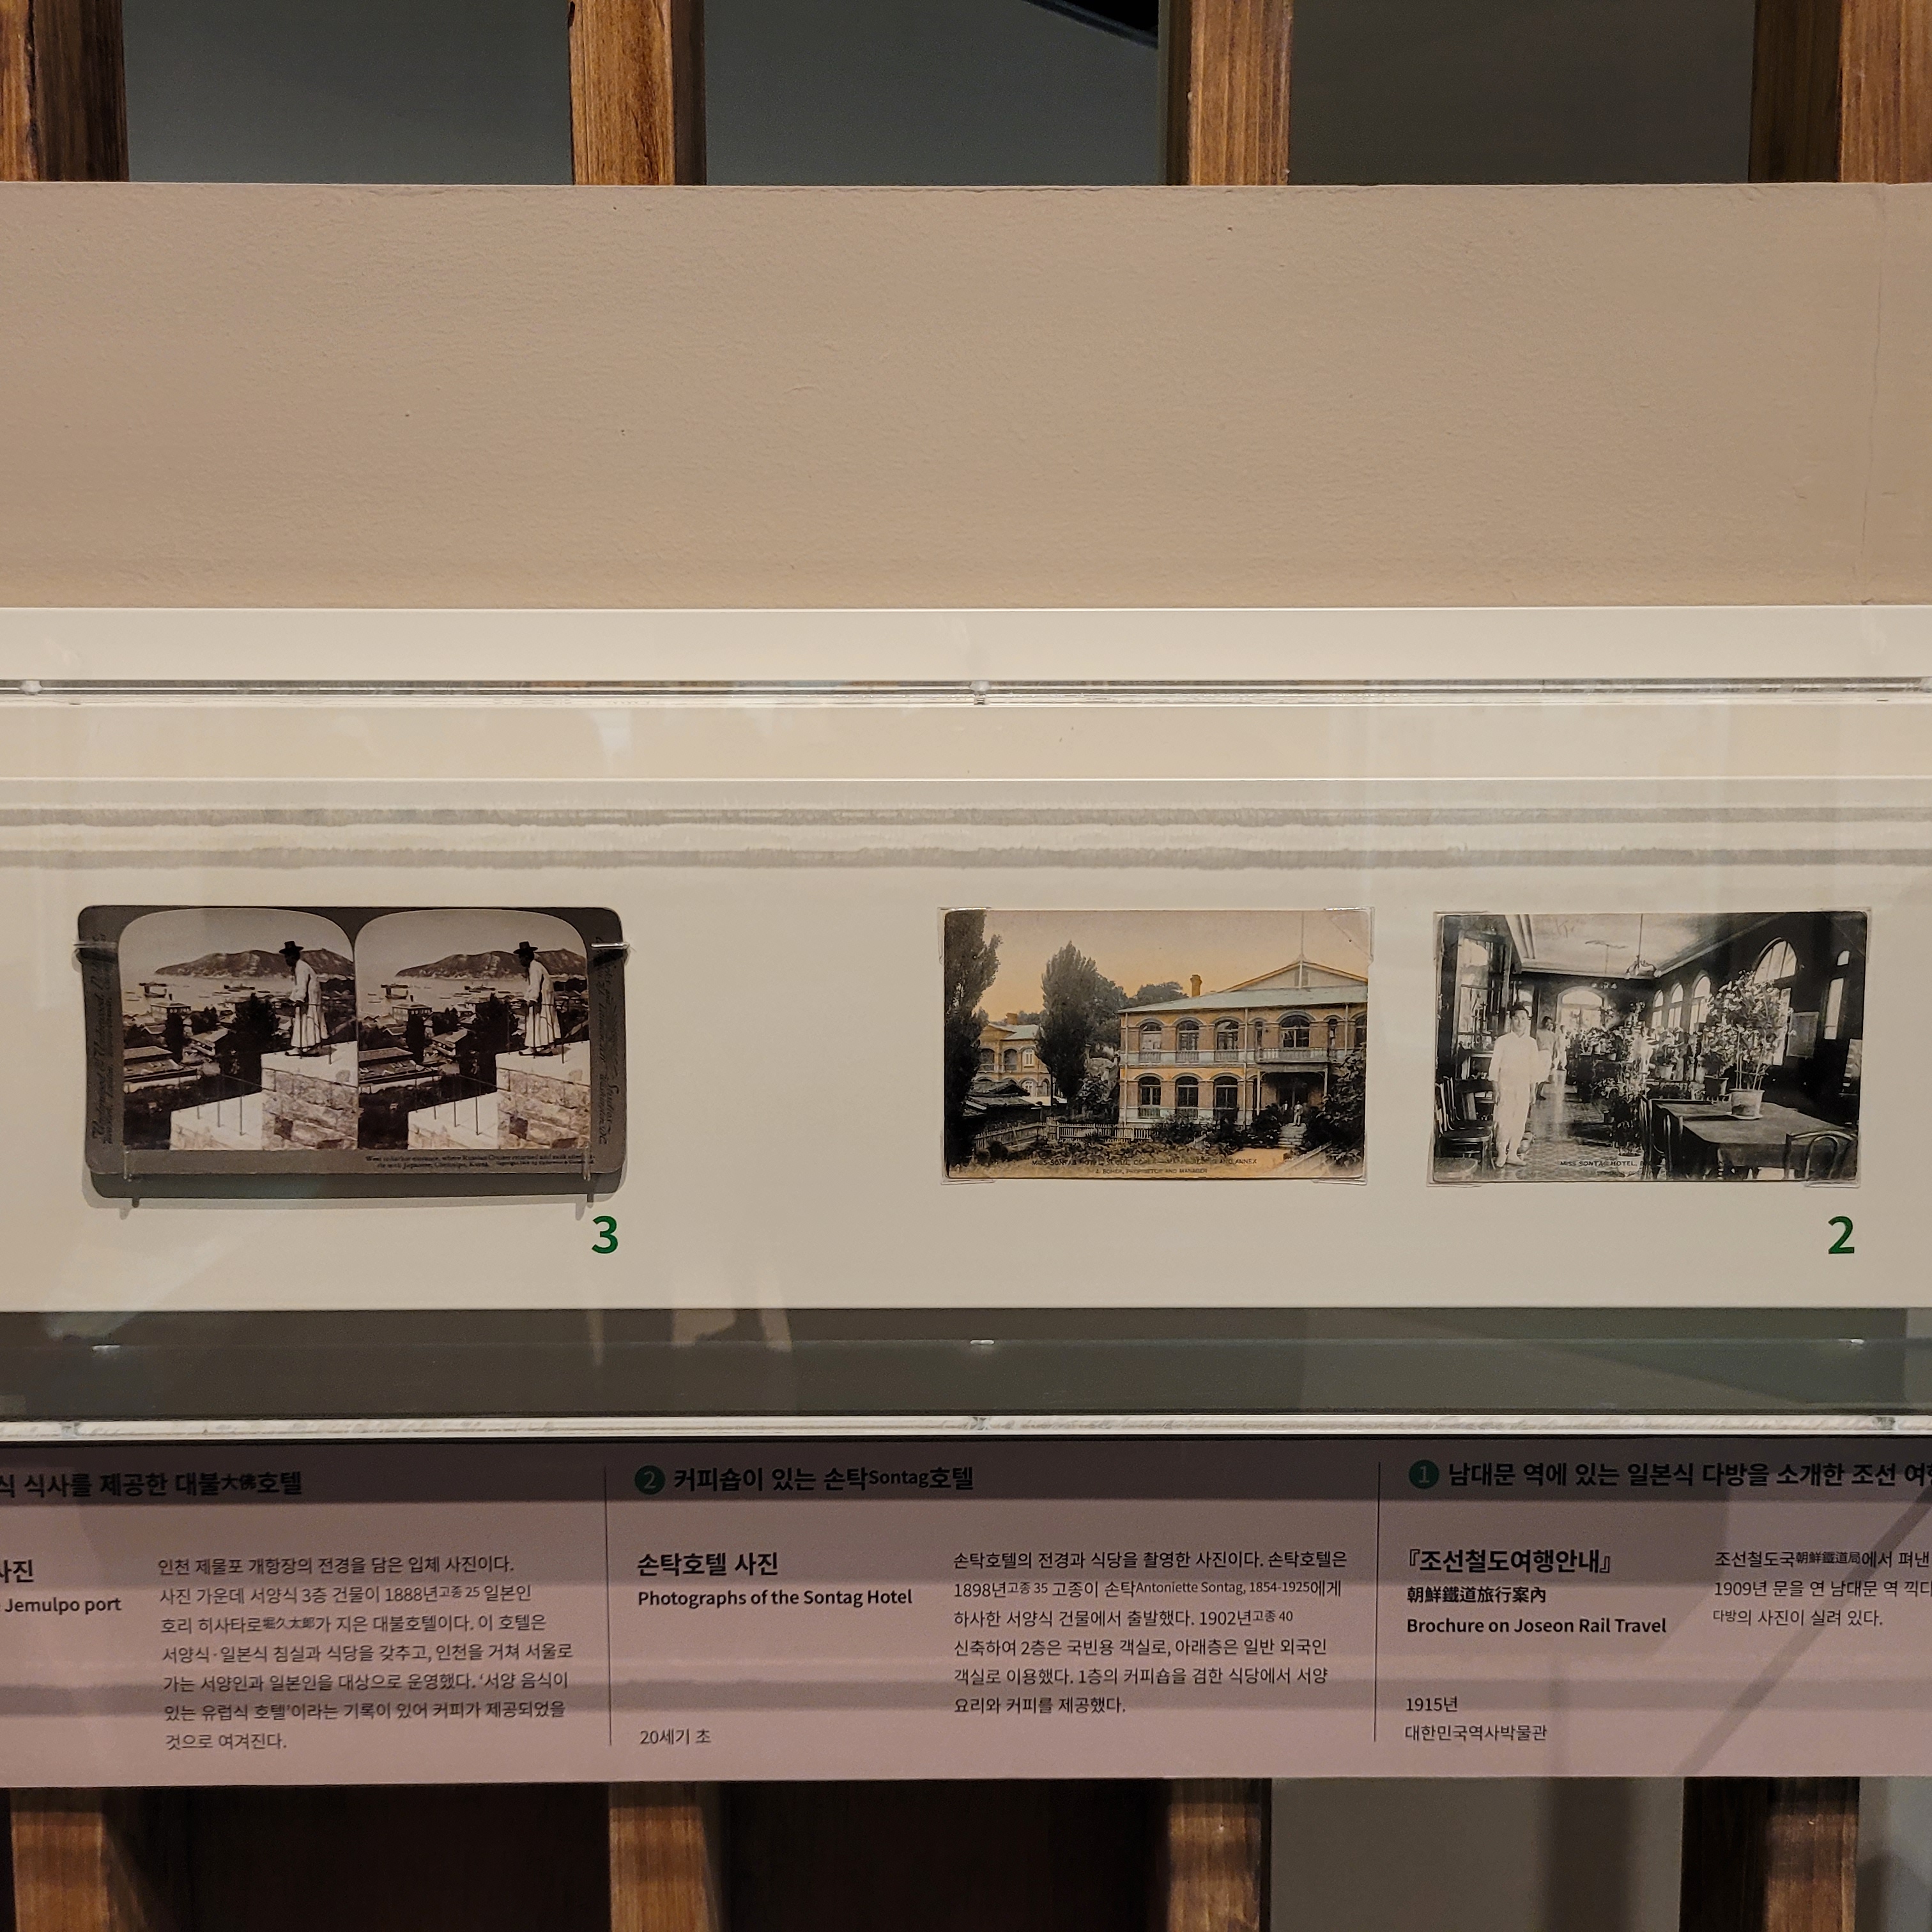 3
2
MISS SONTAG HOTEL,
식 식사를 제공한 대불大佛호텔
사진
Jemulpo port
인천 제물포 개항장의 전경을 담은 입체 사진이다.
사진 가운데 서양식 3층 건물이 1888년고종 25 일본인
호리 히사타로堀久太郞가 지은 대불호텔이다. 이 호텔은
서양식·일본식 침실과 식당을 갖추고, 인천을 거쳐 서울로
가는 서양인과 일본인을 대상으로 운영했다. ‘서양 음식이
있는 유럽식 호텔’이라는 기록이 있어 커피가 제공되었을
것으로 여겨진다.
2 커피숍이 있는 손탁Sontag호텔
손탁호텔 사진
Photographs of the Sontag Hotel
20세기 초
손탁호텔의 전경과 식당을 촬영한 사진이다. 손탁호텔은
1898년고종 35 고종이 손탁Antoniette Sontag, 1854-1925에게
하사한 서양식 건물에서 출발했다. 1902년고종 40
신축하여 2층은 국빈용 객실로, 아래층은 일반 외국인
객실로 이용했다. 1층의 커피숍을 겸한 식당에서 서양
요리와 커피를 제공했다.
1 남대문 역에 있는 일본식 다방을 소개한 조선
『조선철도여행안내』
朝鮮鐵道旅行案內
Brochure on Joseon Rail Travel
1915년
대한민국역사박물관
조선철도국朝鮮鐵道局에서 펴낸
1909년 문을 연 남대문 역 끽다
다방의 사진이 실려 있다.